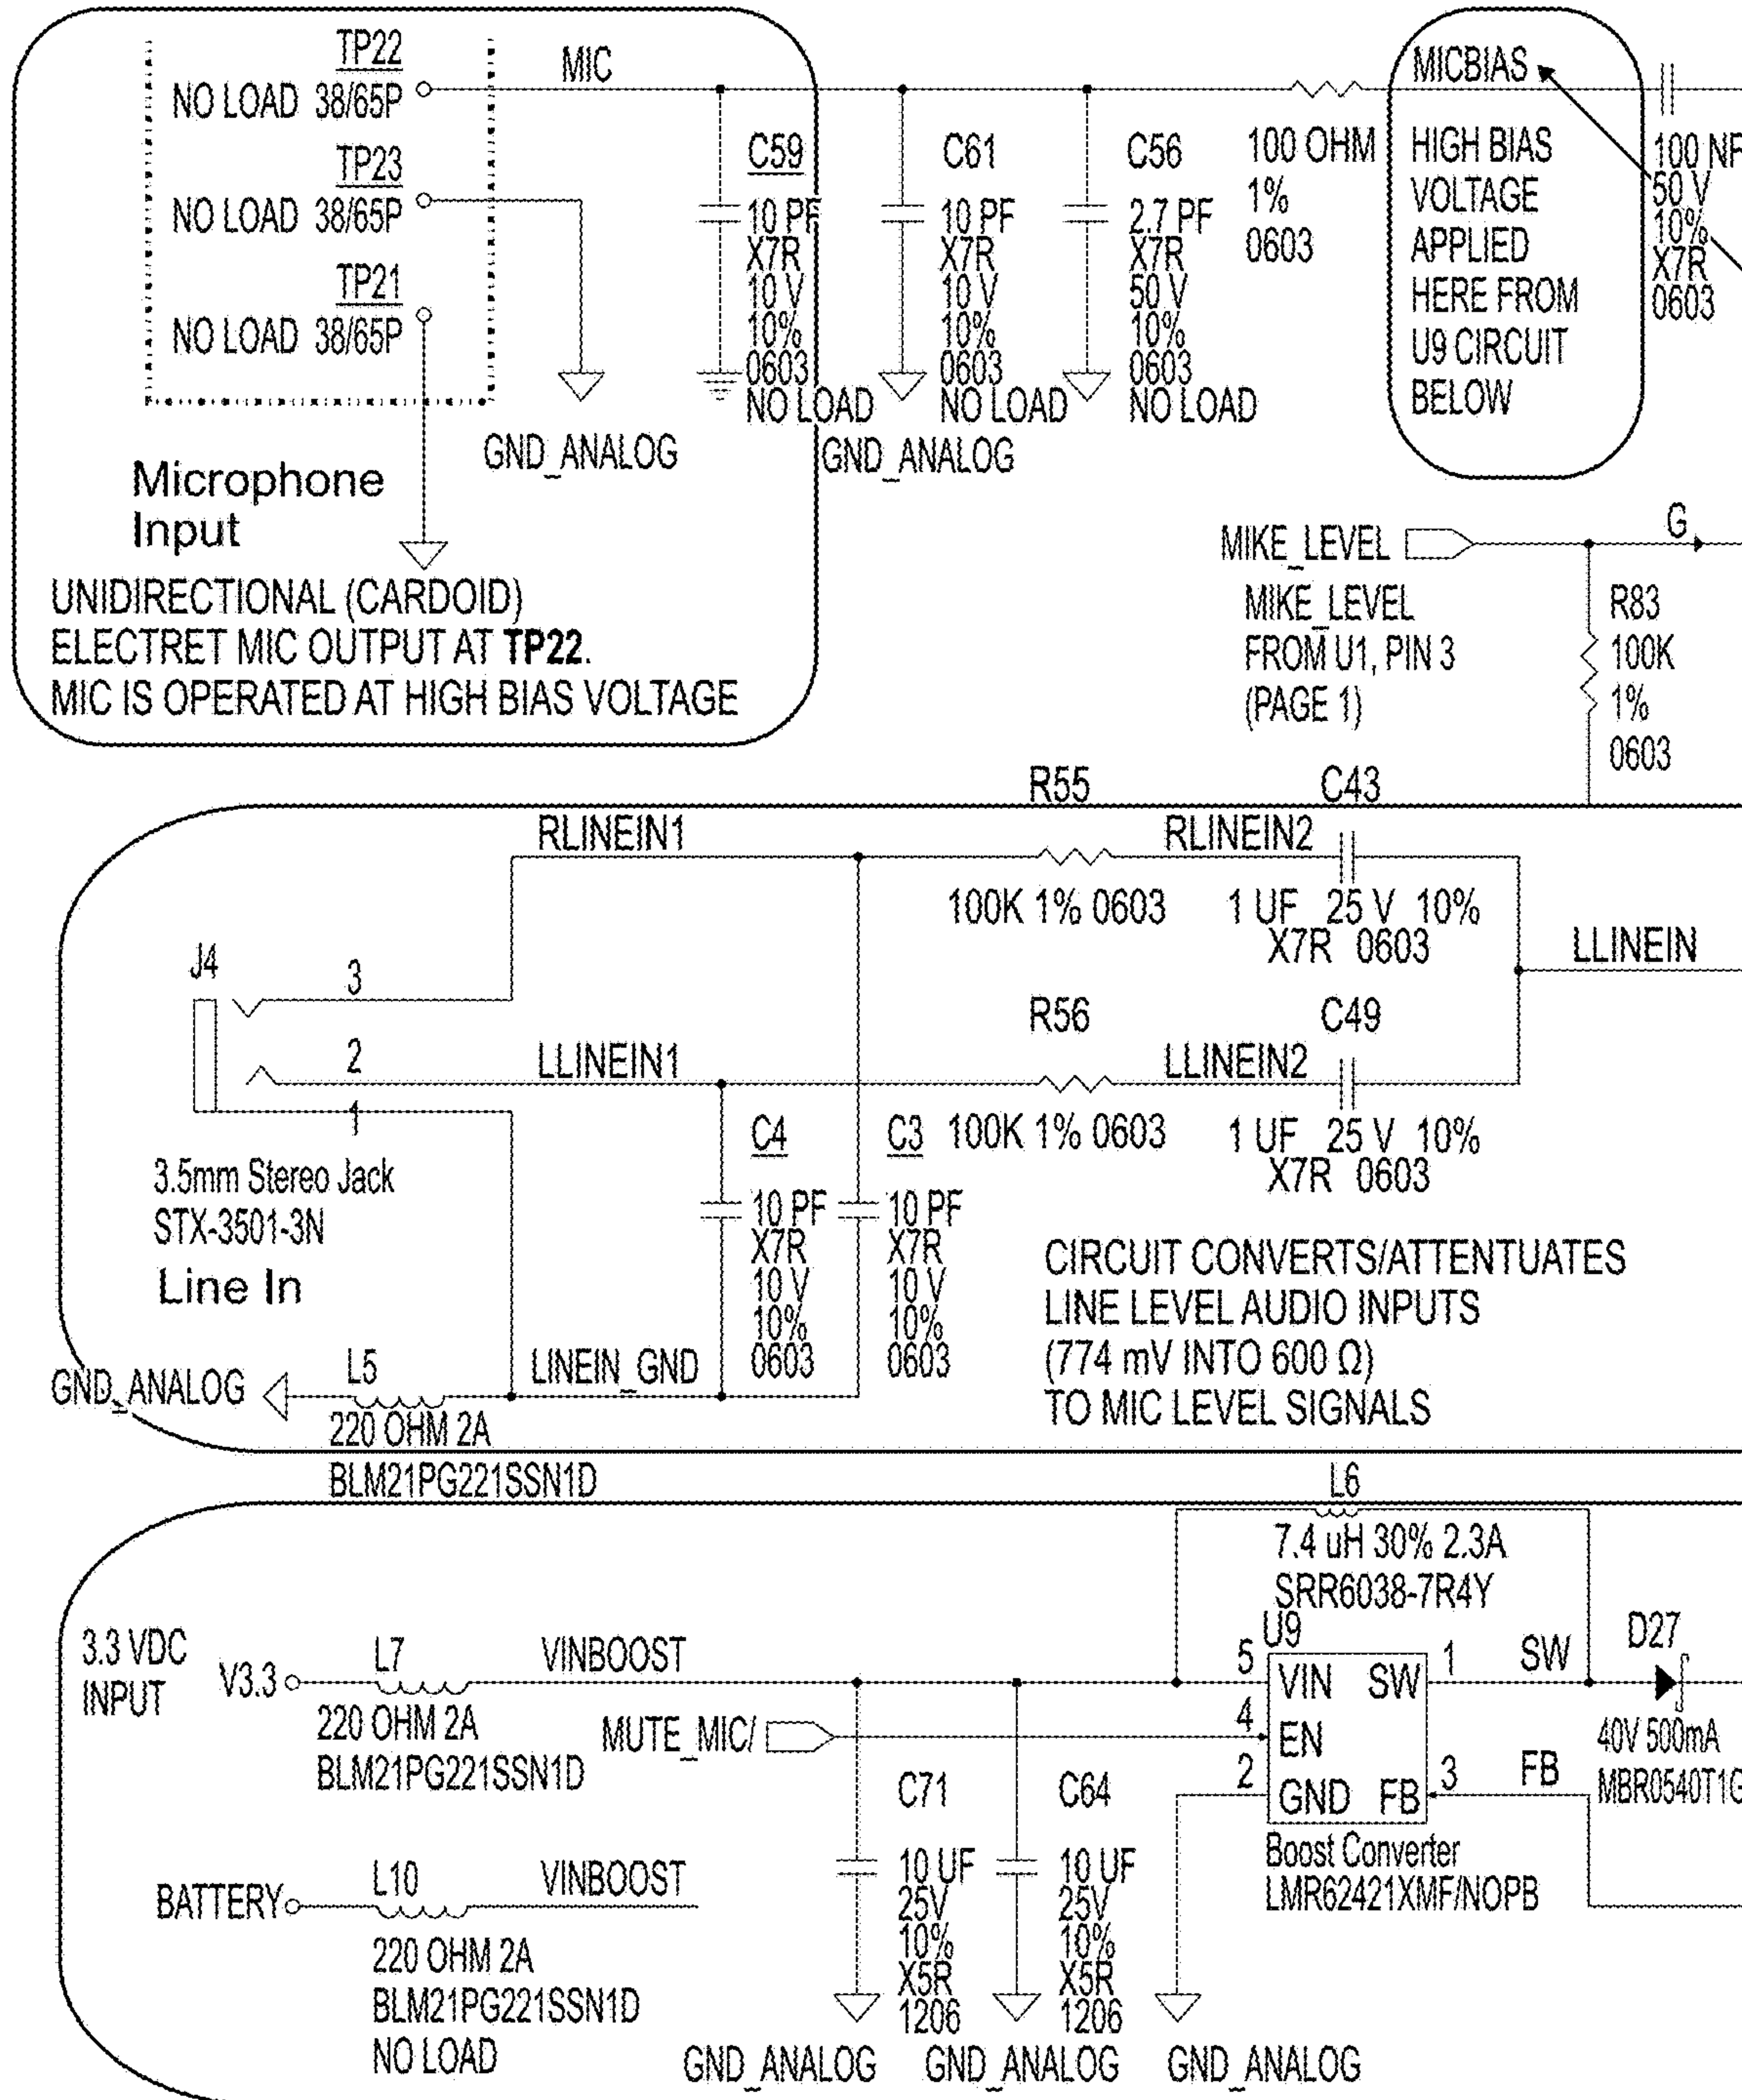 TP22
NO LOAD 38/65P
TP23
NO LOAD 38/65P
TP21
NO LOAD 38/65P
MIC
GND_ANALOG
Microphone
Input
UNIDIRECTIONAL (CARDOID)
ELECTRET MIC OUTPUT AT TP22.
MIC IS OPERATED AT HIGH BIAS VOLTAGE
C59
10 PF
X7R
10 V
10%
0603
NO LOAD
C61
10 PF
X7R
10 V
10%
0603
NO LOAD
GND_ANALOG
C56
2.7 PF
X7R
50 V
10%
0603
NO LOAD
100 OHM
1%
0603
MICBIAS
HIGH BIAS
VOLTAGE
APPLIED
HERE FROM
U9 CIRCUIT
BELOW
100 NF
50 V
10%
X7R
0603
MIKE_LEVEL
MIKE_LEVEL
FROM U1, PIN 3
(PAGE 1)
G
R83
100K
1%
0603
R55
C43
RLINEIN1
RLINEIN2
100K 1% 0603
1 UF 25 V 10%
X7R 0603
LLINEIN
J4
3
2
1
R56
C49
LLINEIN1
LLINEIN2
100K 1% 0603
1 UF 25 V 10%
X7R 0603
3.5mm Stereo Jack
STX-3501-3N
Line In
C4
10 PF
X7R
10 V
10%
0603
C3
10 PF
X7R
10 V
10%
0603
CIRCUIT CONVERTS/ATTENTUATES
LINE LEVEL AUDIO INPUTS
(774 mV INTO 600 Ω)
TO MIC LEVEL SIGNALS
GND_ANALOG
L5
LINEIN_GND
220 OHM 2A
BLM21PG221SSN1D
L6
7.4 uH 30% 2.3A
SRR6038-7R4Y
3.3 VDC
INPUT
V3.3
L7
VINBOOST
220 OHM 2A
BLM21PG221SSN1D
MUTE_MIC/
U9
5 VIN SW 1
4 EN
2 GND FB 3
Boost Converter
LMR62421XMF/NOPB
SW
FB
D27
40V 500mA
MBR0540T1G
BATTERY
L10
VINBOOST
220 OHM 2A
BLM21PG221SSN1D
NO LOAD
C71
10 UF
25V
10%
X5R
1206
C64
10 UF
25V
10%
X5R
1206
GND_ANALOG
GND_ANALOG
GND_ANALOG